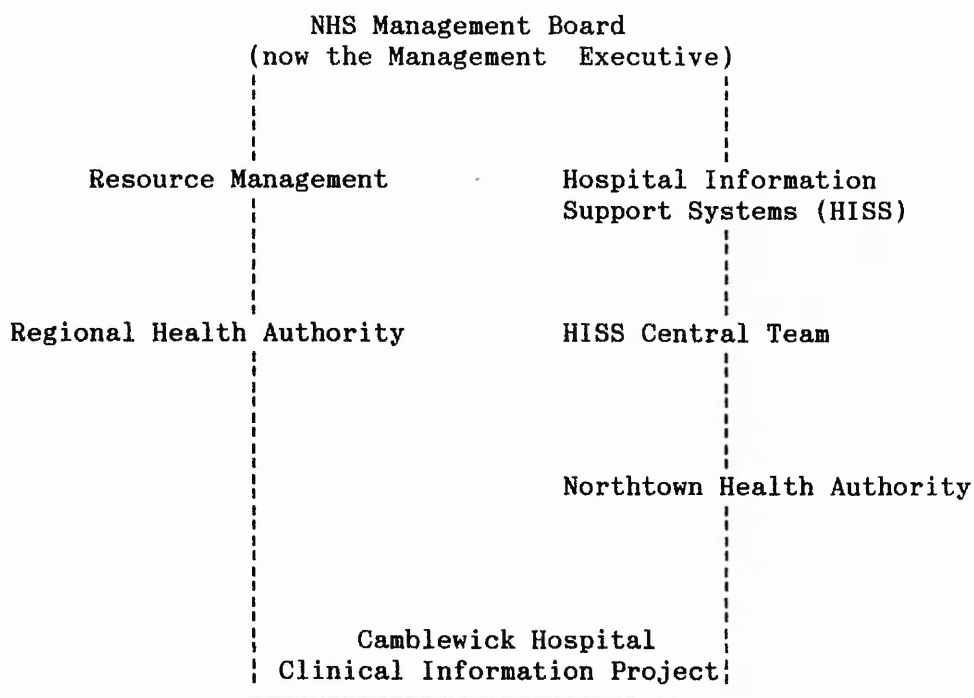 NHS Management Board
(now the Management Executive)
Resource Management
Hospital Information
Support Systems (HISS)
Regional Health Authority
HISS Central Team
Northtown Health Authority
Camblewick Hospital
Clinical Information Project